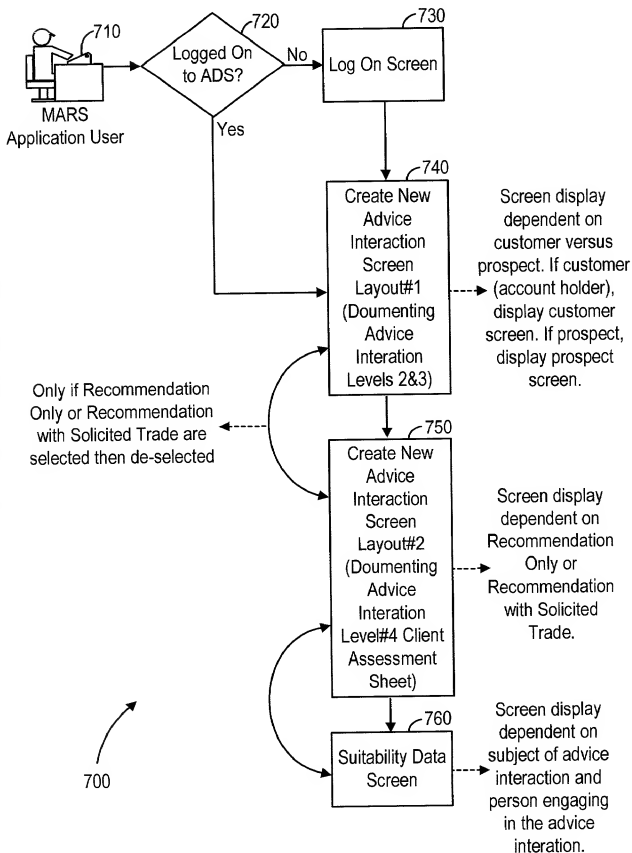 710
MARS
Application User
720
Logged On
to ADS?
No
Yes
730
Log On Screen
740
Create New
Advice
Interaction
Screen
Layout#1
(Doumenting
Advice
Interation
Levels 2&3)
Screen display
dependent on
customer versus
prospect. If customer
(account holder),
display customer
screen. If prospect,
display prospect
screen.
Only if Recommendation
Only or Recommendation
with Solicited Trade are
selected then de-selected
750
Create New
Advice
Interaction
Screen
Layout#2
(Doumenting
Advice
Interation
Level#4 Client
Assessment
Sheet)
Screen display
dependent on
Recommendation
Only or
Recommendation
with Solicited
Trade.
760
Suitability Data
Screen
Screen display
dependent on
subject of advice
interaction and
person engaging
in the advice
interation.
700